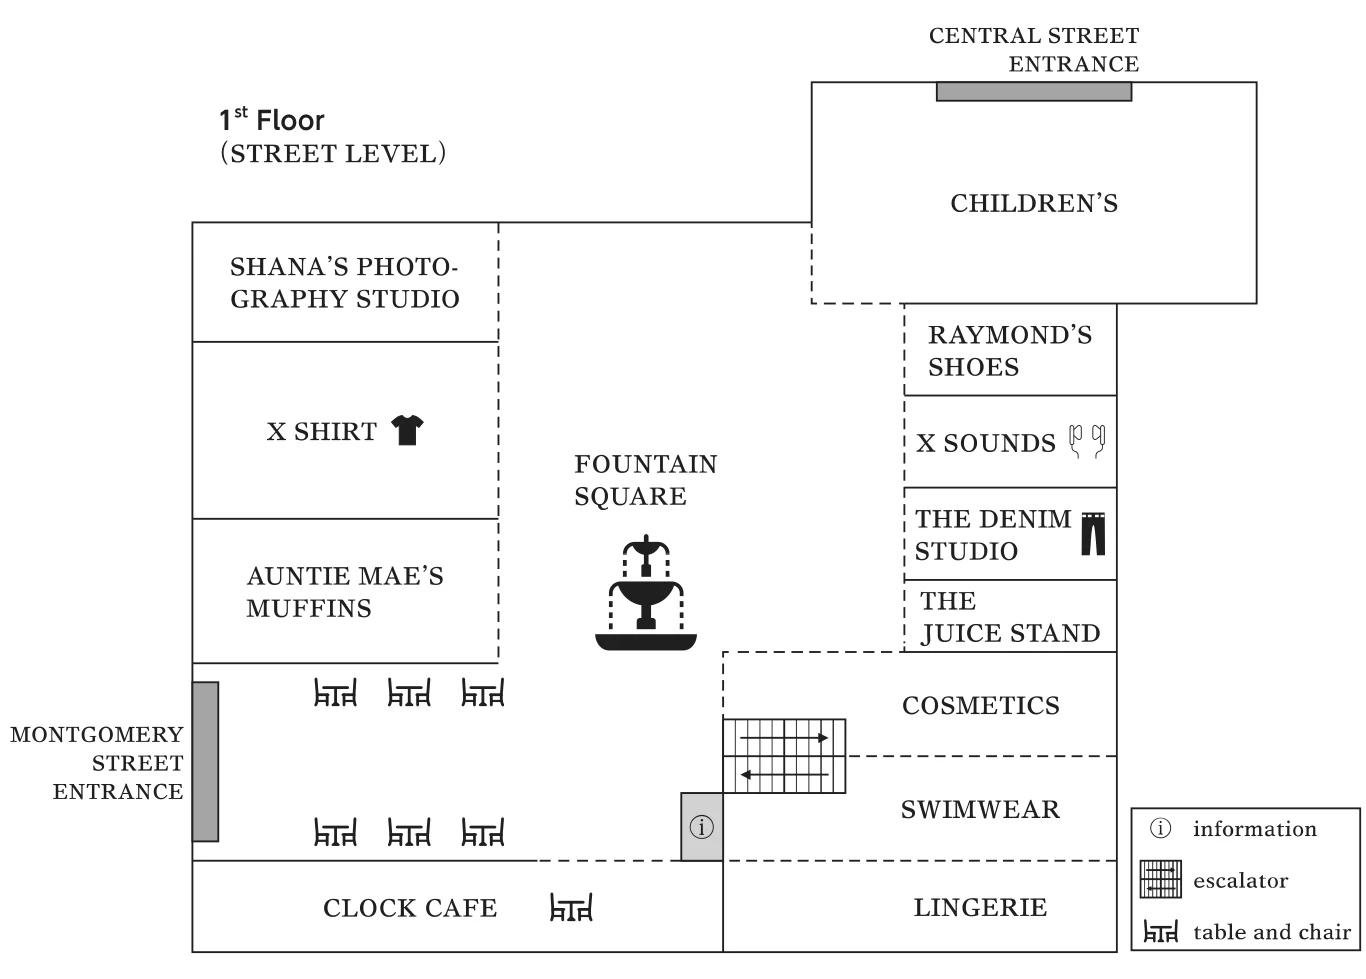 CENTRAL STREET
ENTRANCE
1st Floor
(STREET LEVEL)
CHILDREN'S
SHANA'S PHOTO-
GRAPHY STUDIO
RAYMOND'S
SHOES
X SHIRT
X SOUNDS
FOUNTAIN
SQUARE
THE DENIM
STUDIO
AUNTIE MAE'S
MUFFINS
THE
JUICE STAND
COSMETICS
MONTGOMERY
STREET
ENTRANCE
SWIMWEAR
i
CLOCK CAFE
LINGERIE
i information
escalator
table and chair